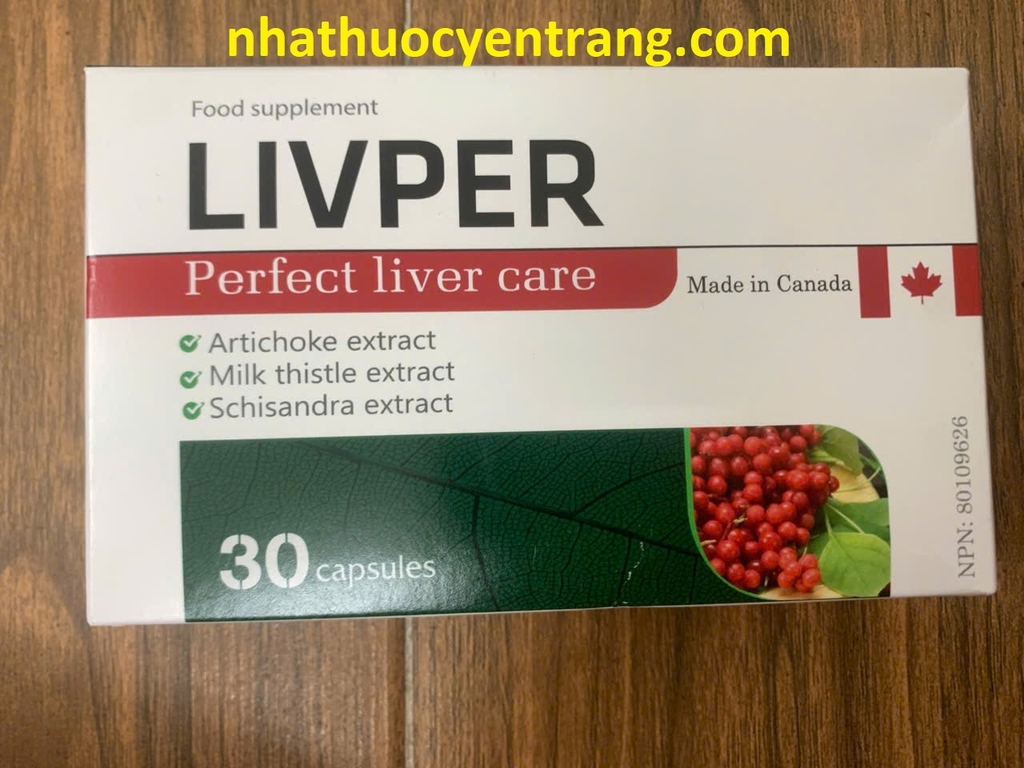 nhathuocyentrang.com
Food supplement
LIVPER
Perfect liver care
Made in Canada
Artichoke extract
Milk thistle extract
Schisandra extract
30 capsules
NPN: 80109626